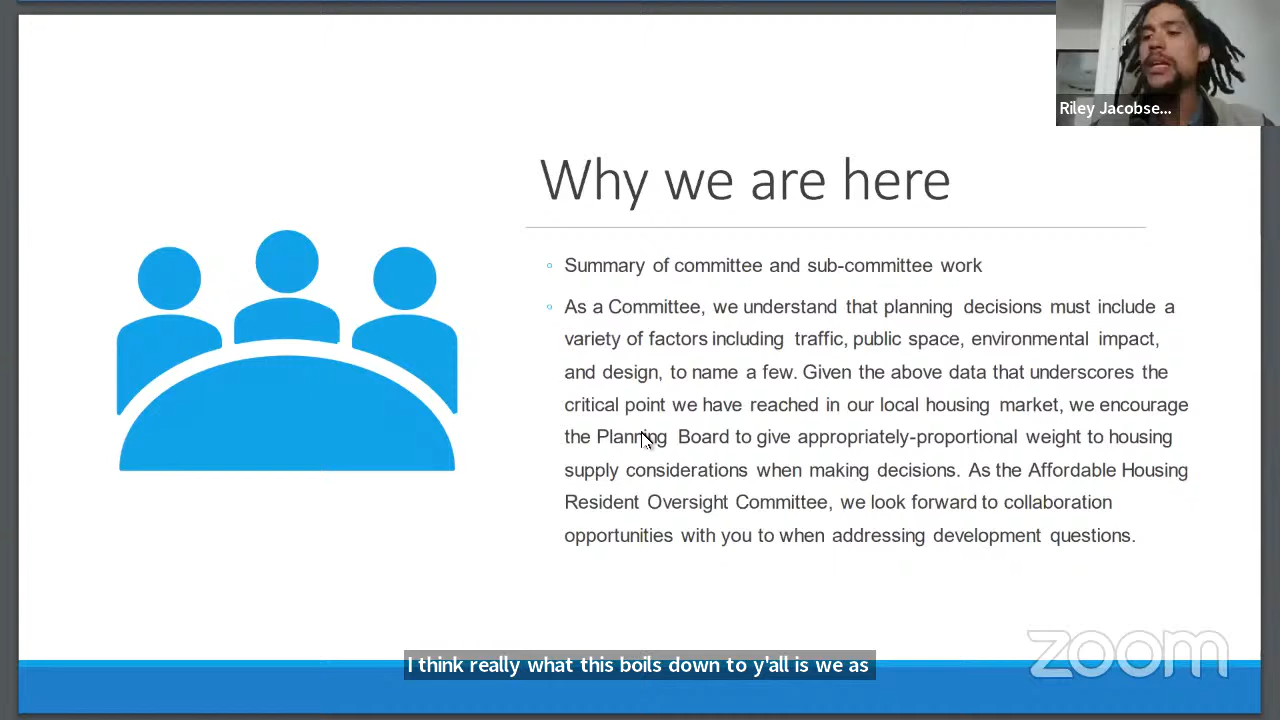 Riley Jacobse...
Why we are here
Summary of committee and sub-committee work
As a Committee, we understand that planning decisions must include a
variety of factors including traffic, public space, environmental impact,
and design, to name a few. Given the above data that underscores the
critical point we have reached in our local housing market, we encourage
the Planning Board to give appropriately-proportional weight to housing
supply considerations when making decisions. As the Affordable Housing
Resident Oversight Committee, we look forward to collaboration
opportunities with you to when addressing development questions.
zoom
I think really what this boils down to y'all is we as